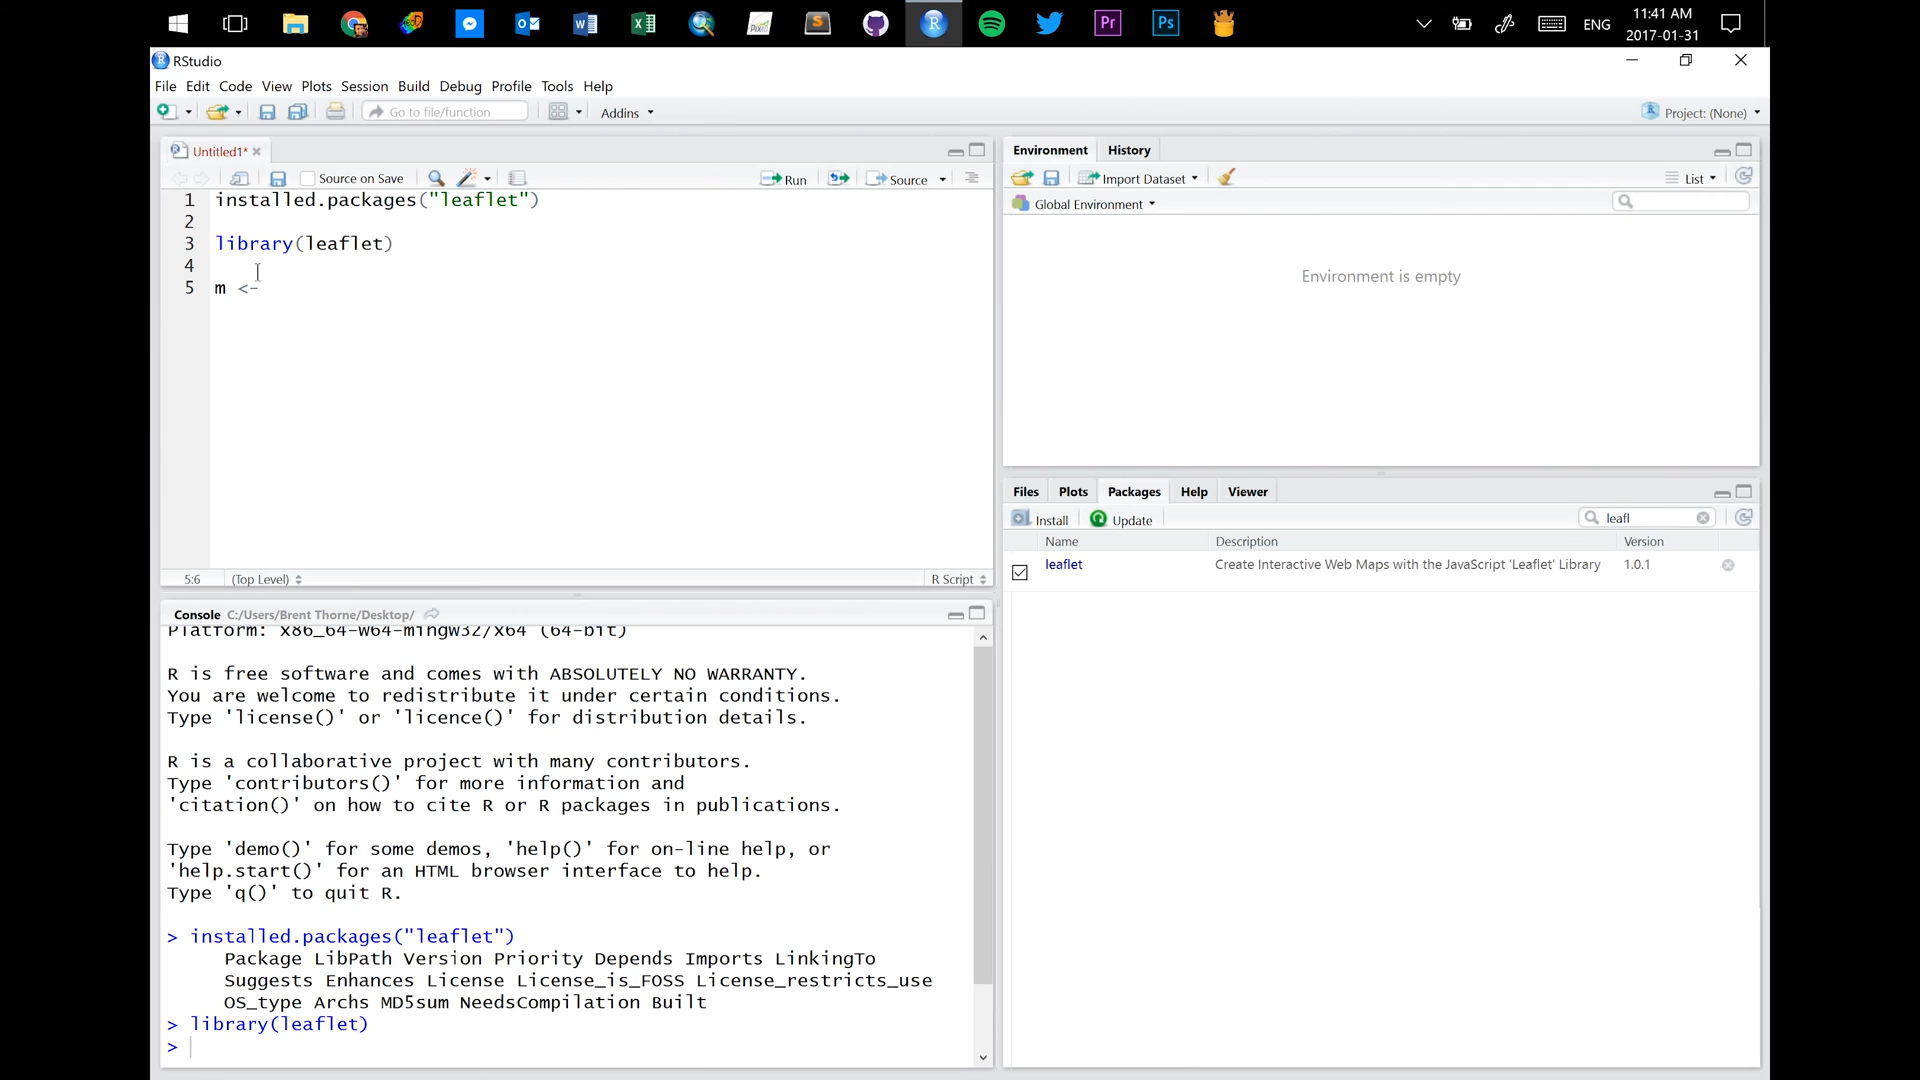 ENG
11:41 AM
2017-01-31
Pr
Ps
RStudio
File Edit Code View Plots Session Build Debug Profile Tools Help
Go to file/function
Addins
Project: (None)
Untitled1*
Source on Save
Run
Source
1 installed.packages("leaflet")
2
3 library(leaflet)
4
5 m <-
5:6 (Top Level)
R Script
Console C:/Users/Brent Thorne/Desktop/
Platform: x86_64-w64-mingw32/x64 (64-bit)
R is free software and comes with ABSOLUTELY NO WARRANTY.
You are welcome to redistribute it under certain conditions.
Type 'license()' or 'licence()' for distribution details.
R is a collaborative project with many contributors.
Type 'contributors()' for more information and
'citation()' on how to cite R or R packages in publications.
Type 'demo()' for some demos, 'help()' for on-line help, or
'help.start()' for an HTML browser interface to help.
Type 'q()' to quit R.
> installed.packages("leaflet")
Package LibPath Version Priority Depends Imports LinkingTo
Suggests Enhances License License_is_FOSS License_restricts_use
OS_type Archs MD5sum NeedsCompilation Built
> library(leaflet)
>
Environment History
Import Dataset
List
Global Environment
Environment is empty
Files Plots Packages Help Viewer
Install Update
leafl
Name Description Version
leaflet Create Interactive Web Maps with the JavaScript 'Leaflet' Library 1.0.1